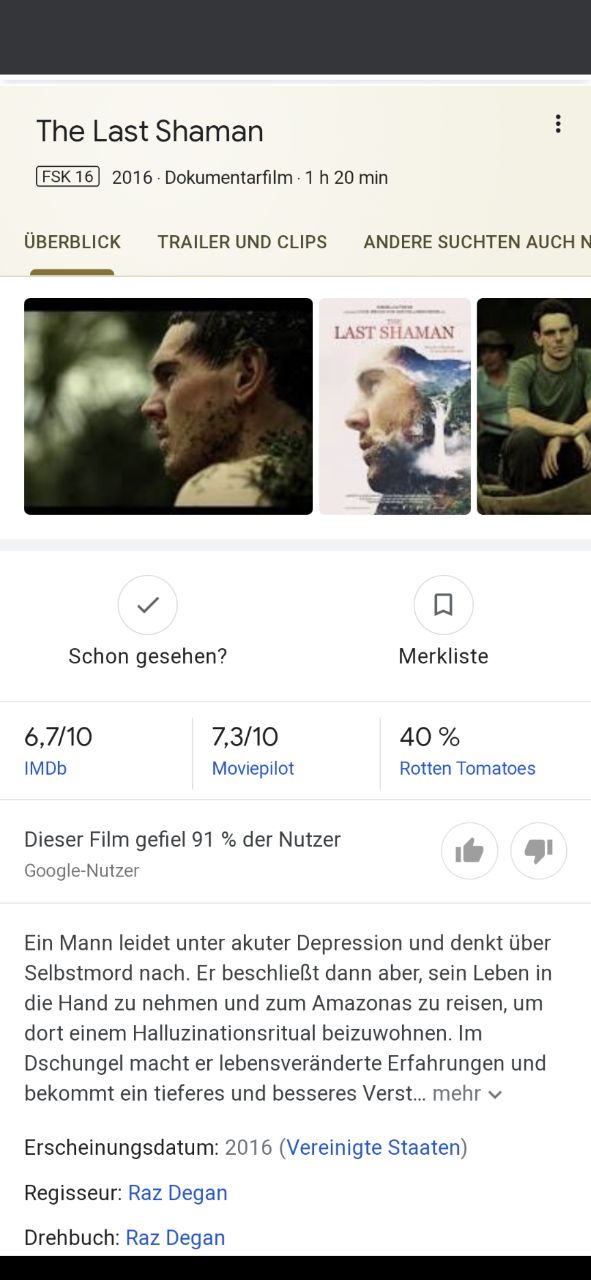 The Last Shaman
FSK 16 2016 · Dokumentarfilm · 1 h 20 min
ÜBERBLICK TRAILER UND CLIPS ANDERE SUCHTEN AUCH N
THE
LAST SHAMAN
Schon gesehen? Merkliste
6,7/10 7,3/10 40 %
IMDb Moviepilot Rotten Tomatoes
Dieser Film gefiel 91 % der Nutzer
Google-Nutzer
Ein Mann leidet unter akuter Depression und denkt über
Selbstmord nach. Er beschließt dann aber, sein Leben in
die Hand zu nehmen und zum Amazonas zu reisen, um
dort einem Halluzinationsritual beizuwohnen. Im
Dschungel macht er lebensveränderte Erfahrungen und
bekommt ein tieferes und besseres Verst... mehr
Erscheinungsdatum: 2016 (Vereinigte Staaten)
Regisseur: Raz Degan
Drehbuch: Raz Degan